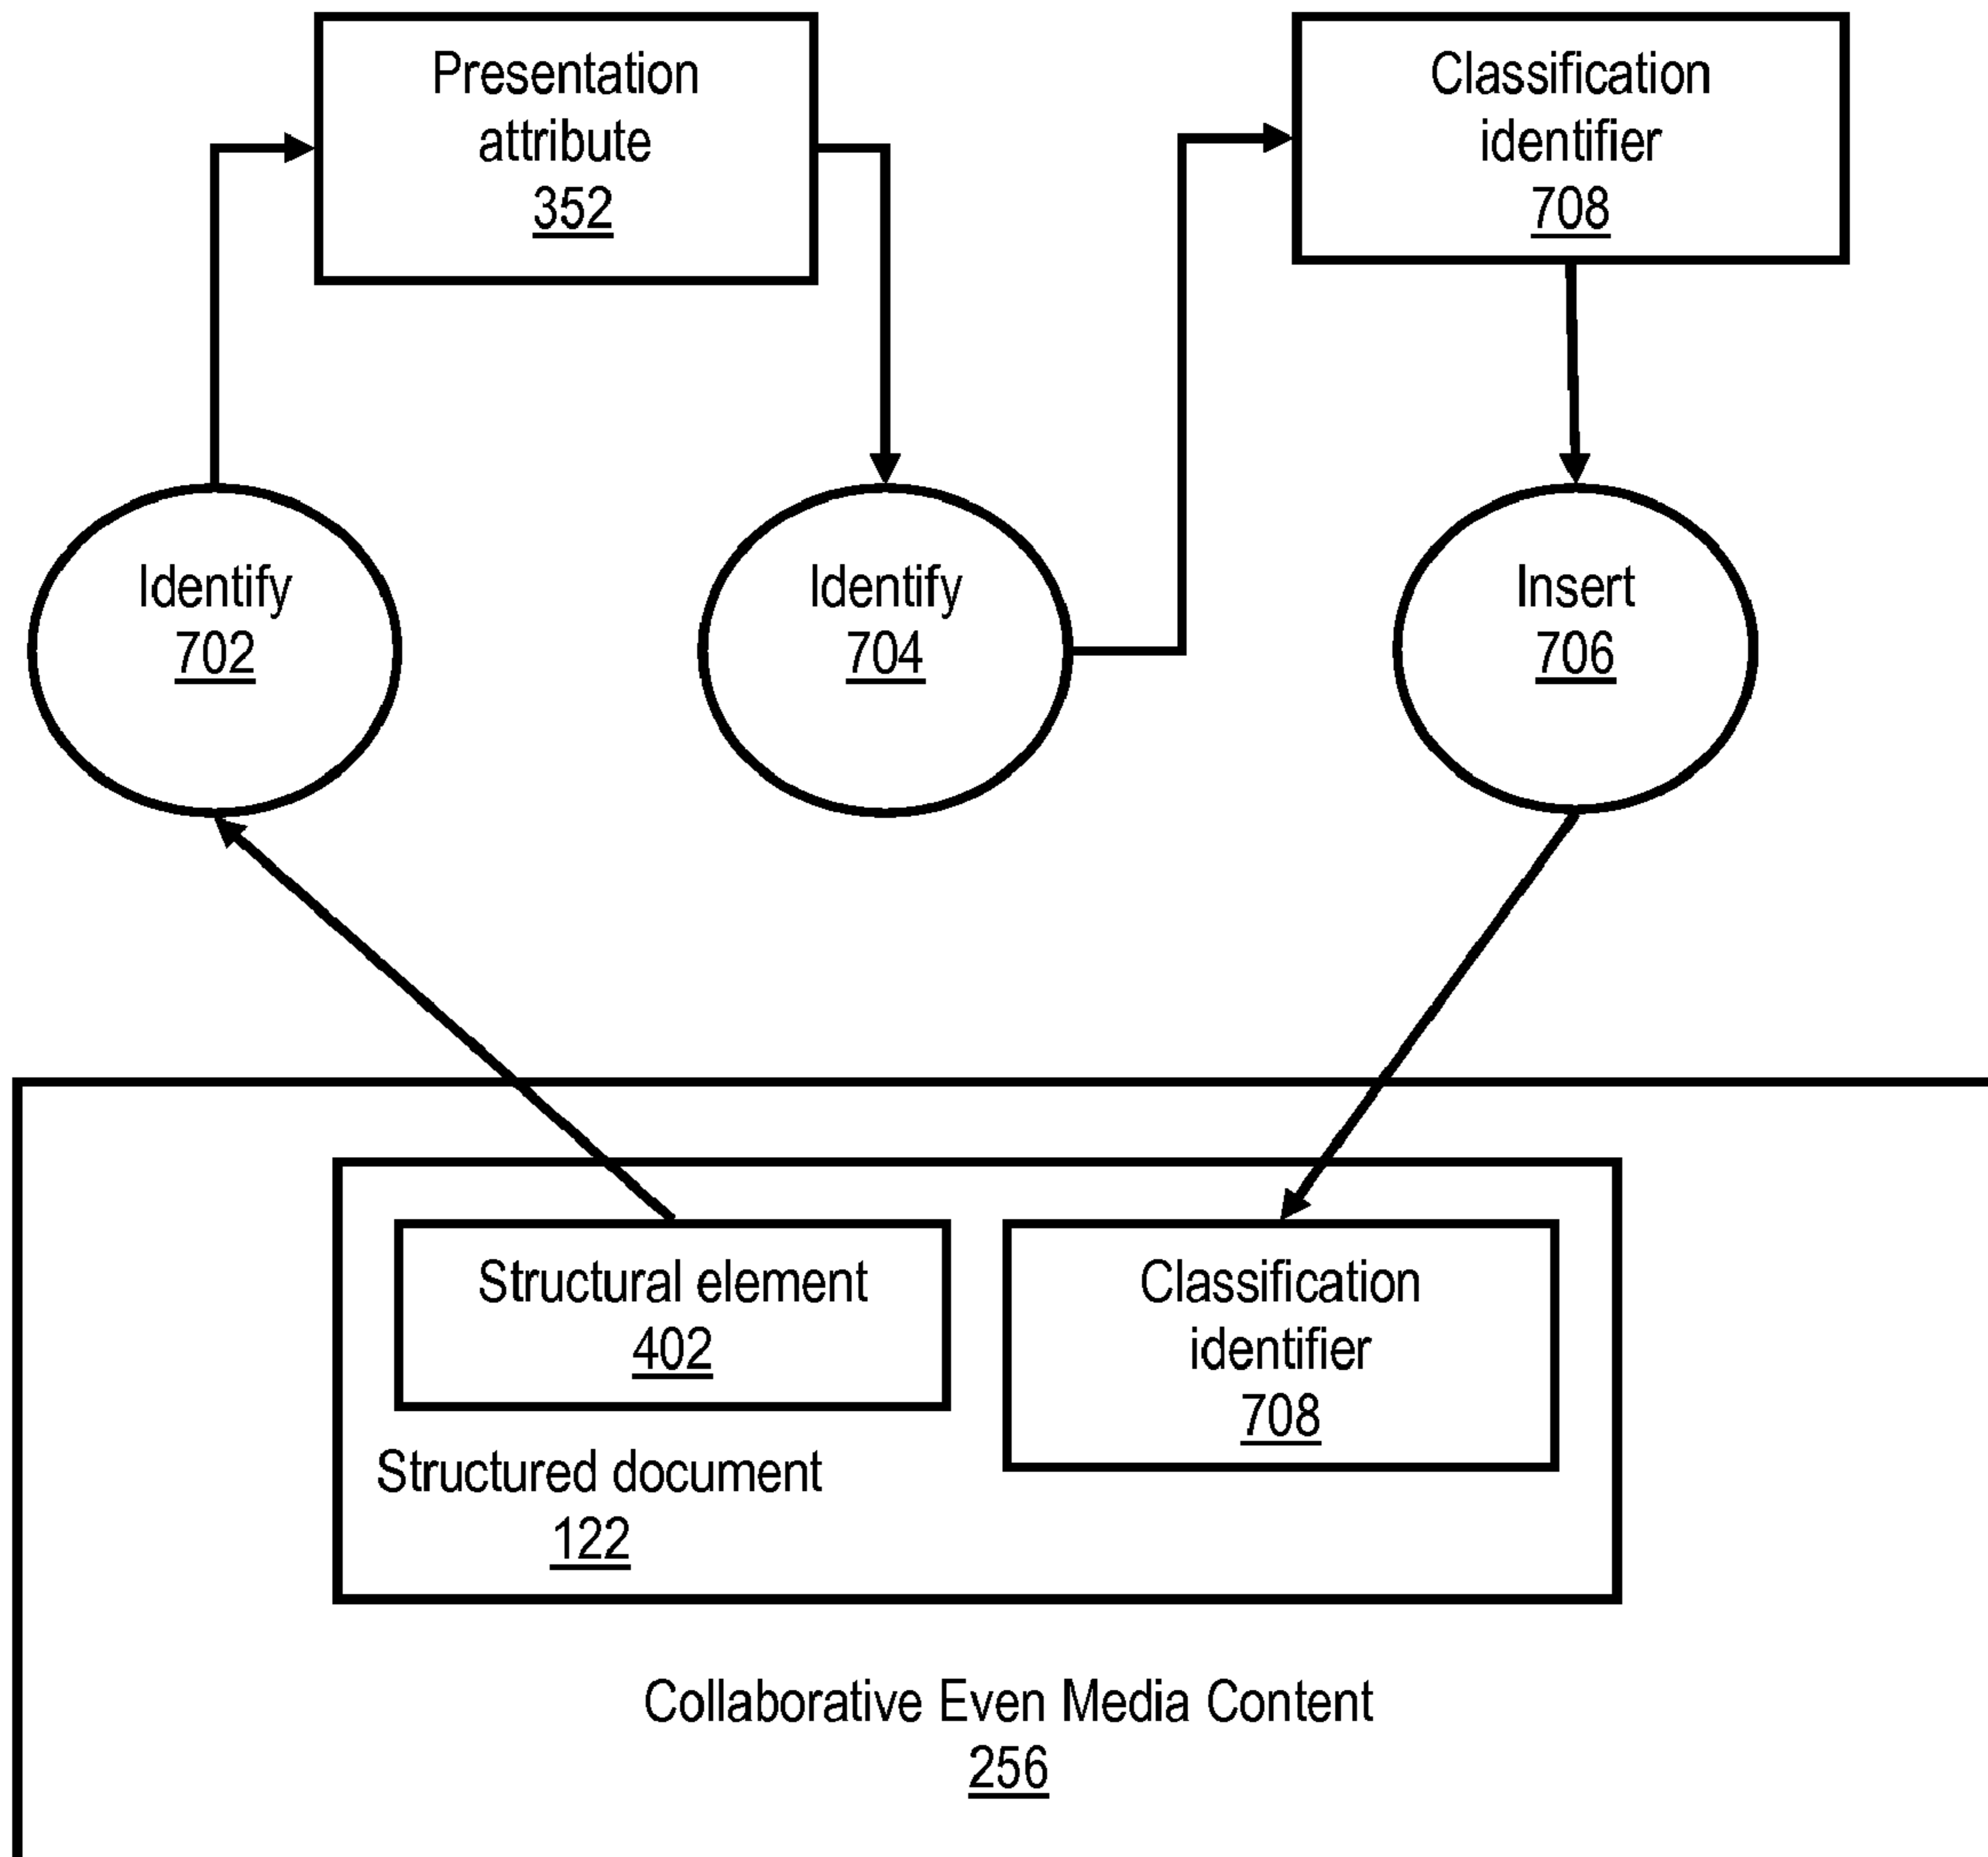 Presentation
attribute
352
Classification
identifier
708
Identify
702
Identify
704
Insert
706
Structural element
402
Classification
identifier
708
Structured document
122
Collaborative Even Media Content
256